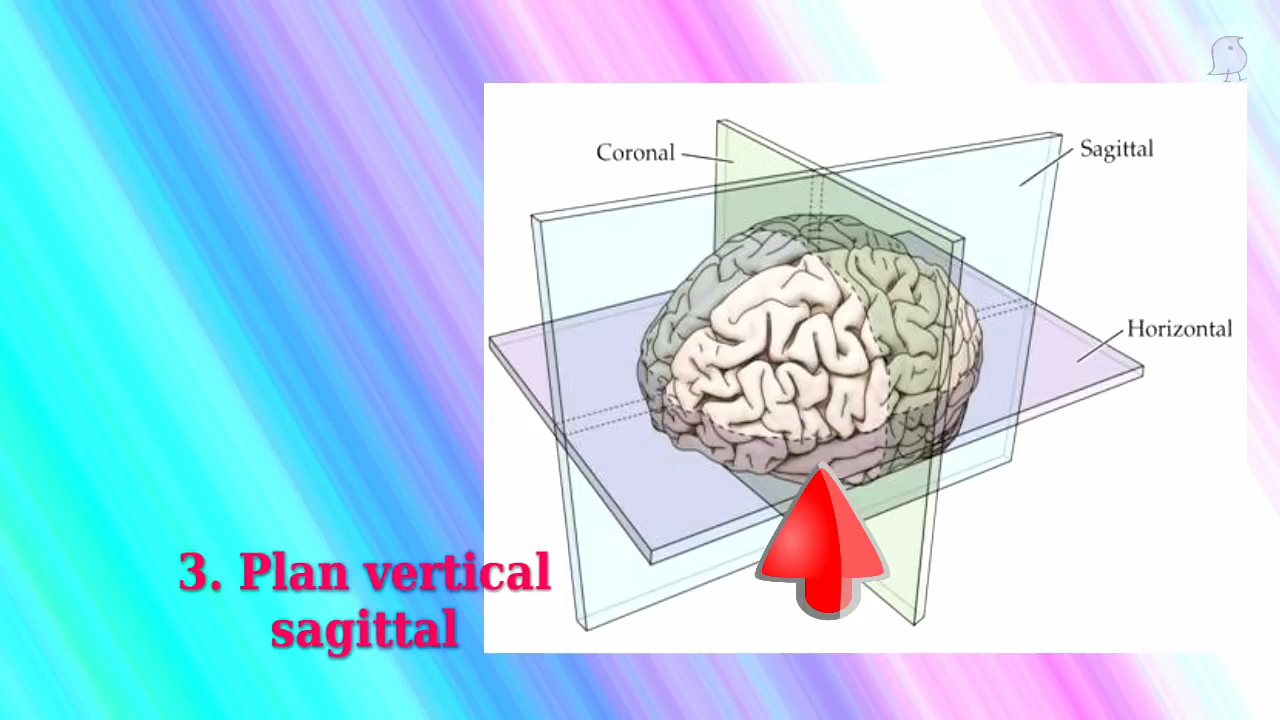 Coronal
Sagittal
Horizontal
3. Plan vertical
sagittal